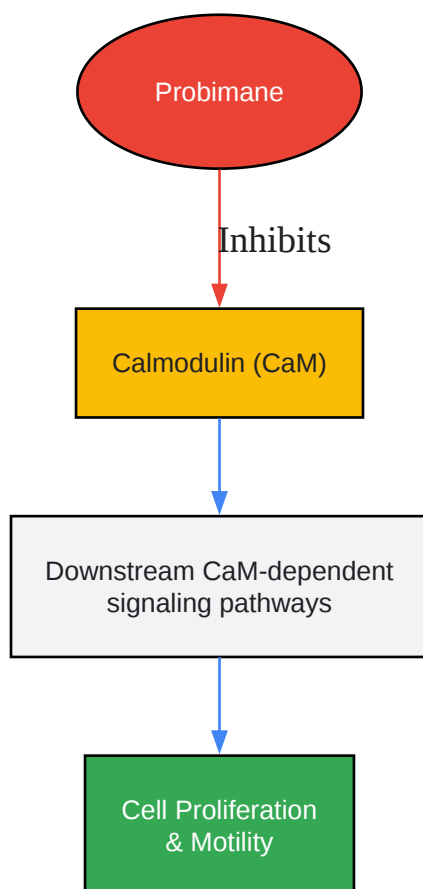 Probimane
Inhibits
Calmodulin (CaM)
Downstream CaM-dependent
signaling pathways
Cell Proliferation
& Motility